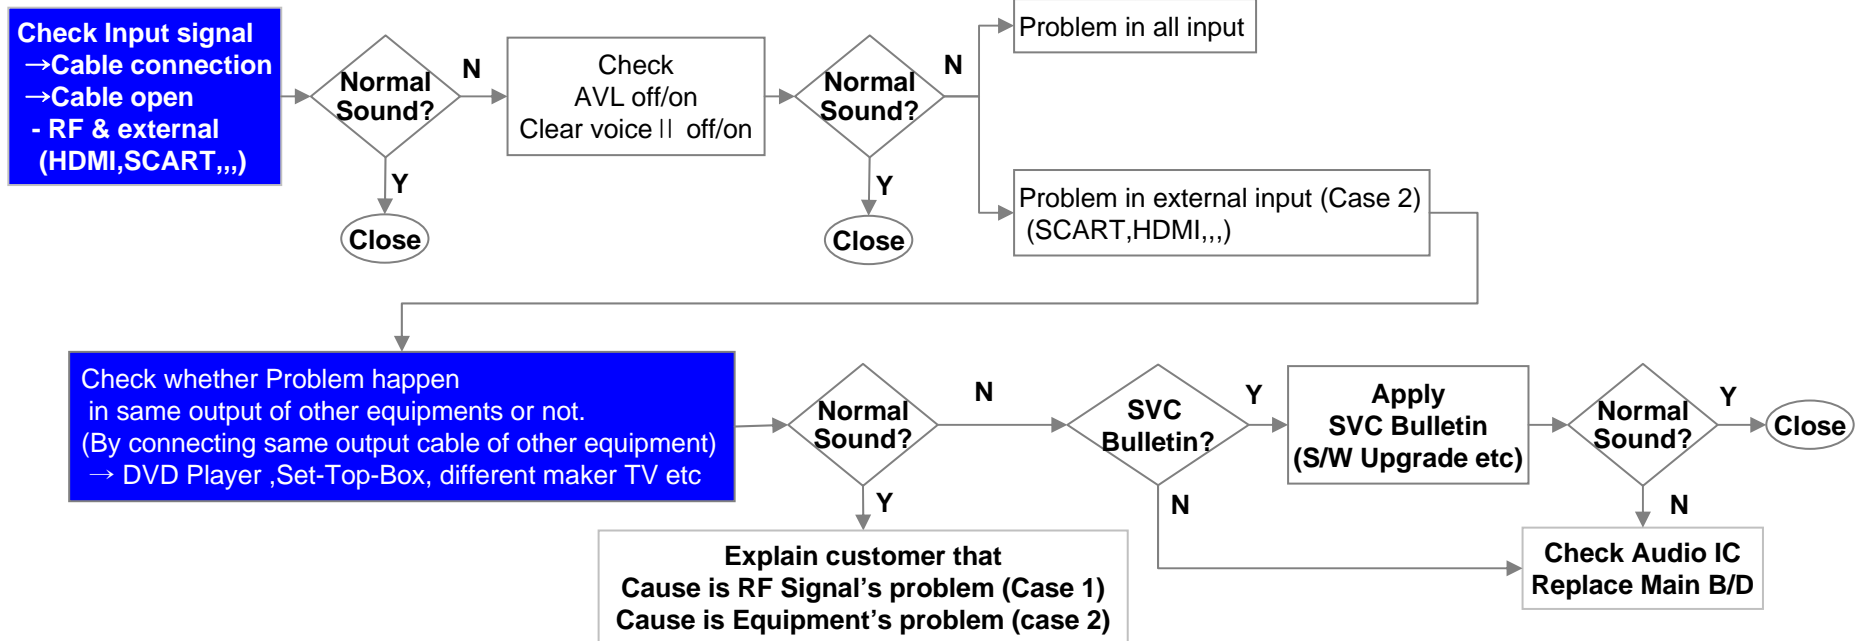 Check Input signal
→Cable connection
→Cable open
- RF & external
(HDMI,SCART,,,)
Normal
Sound?
N
Y
Close
Check
AVL off/on
Clear voice II off/on
Normal
Sound?
N
Y
Close
Problem in all input
Problem in external input (Case 2)
(SCART,HDMI,,,)
Check whether Problem happen
in same output of other equipments or not.
(By connecting same output cable of other equipment)
→ DVD Player ,Set-Top-Box, different maker TV etc
Normal
Sound?
N
Y
Explain customer that
Cause is RF Signal's problem (Case 1)
Cause is Equipment's problem (case 2)
SVC
Bulletin?
Y
N
Apply
SVC Bulletin
(S/W Upgrade etc)
Normal
Sound?
Y
Close
N
Check Audio IC
Replace Main B/D